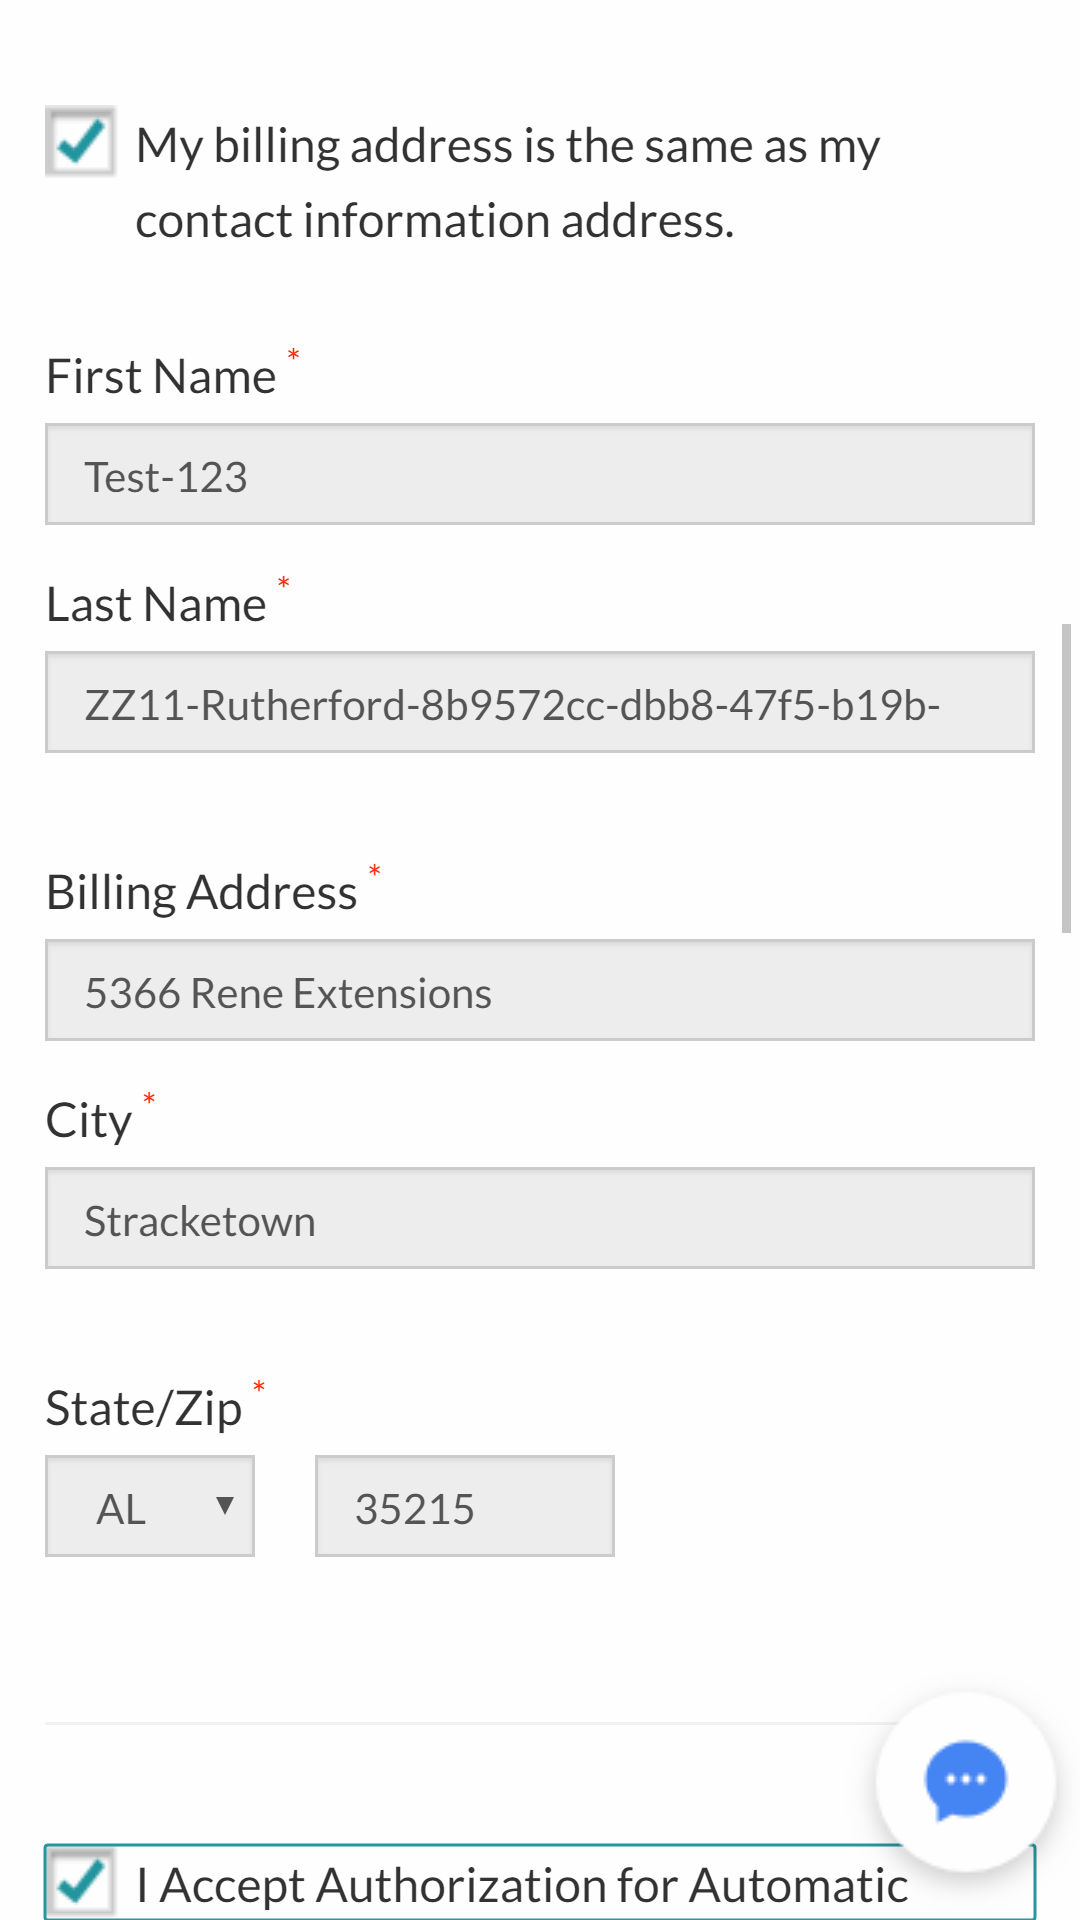 My billing address is the same as my
contact information address.
First Name *
Test-123
Last Name *
ZZ11-Rutherford-8b9572cc-dbb8-47f5-b19b-
Billing Address *
5366 Rene Extensions
City *
Stracketown
State/Zip *
AL 35215
I Accept Authorization for Automatic